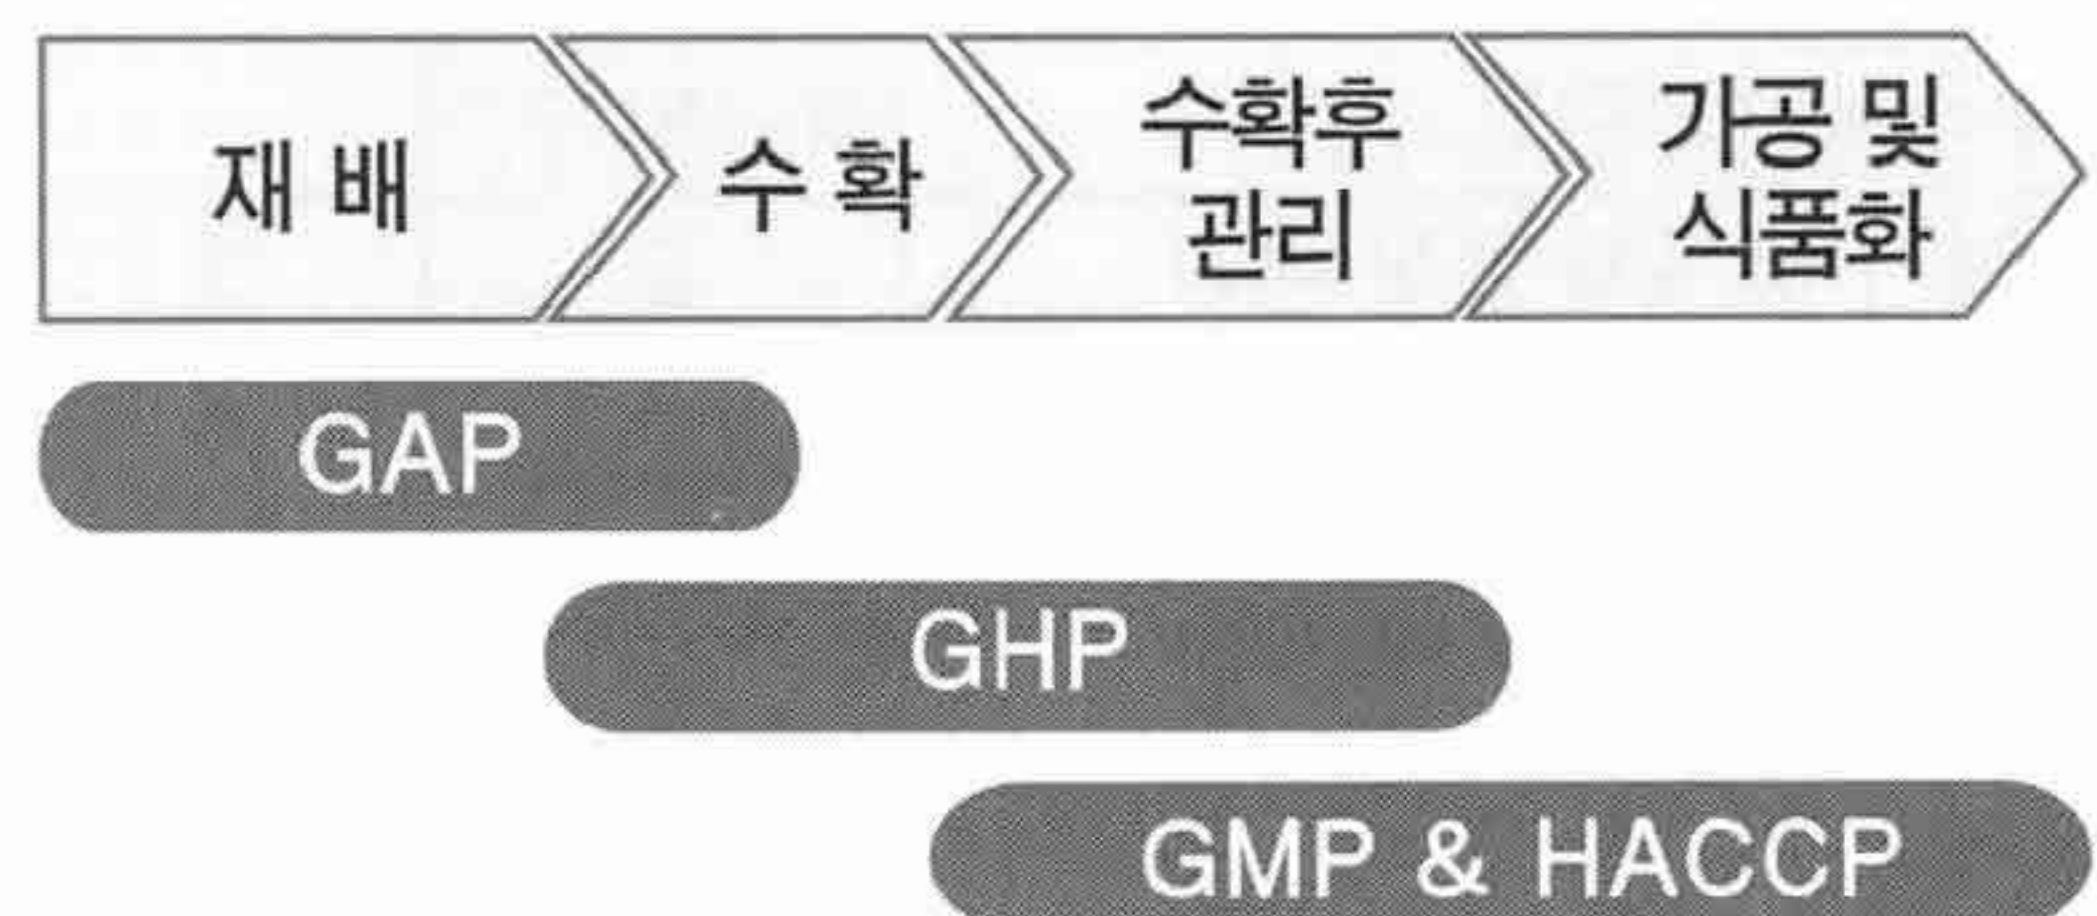 재 배
수 확
수확후
관리
가공 및
식품화
GAP
GHP
GMP & HACCP